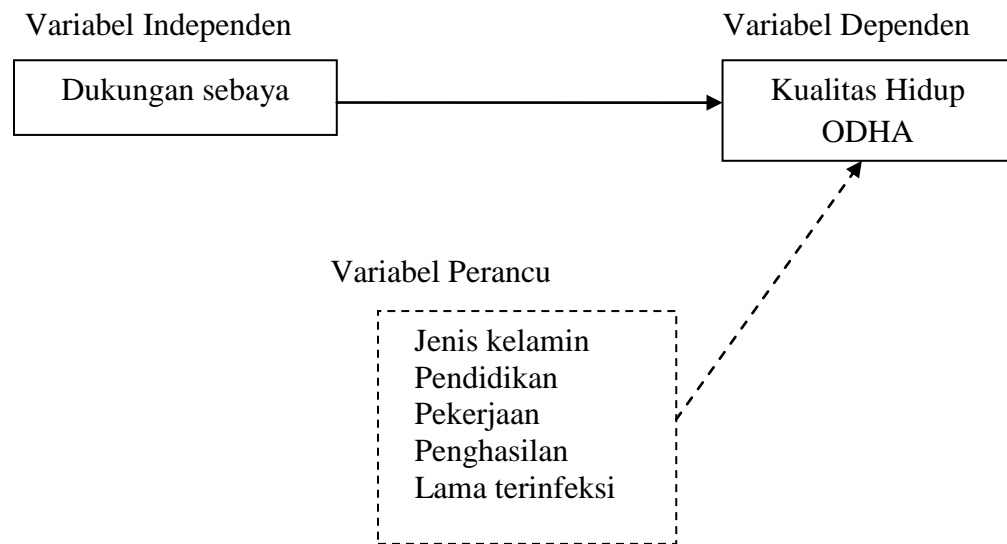 Variabel Independen
Variabel Dependen
Dukungan sebaya
Kualitas Hidup
ODHA
Variabel Perancu
Jenis kelamin
Pendidikan
Pekerjaan
Penghasilan
Lama terinfeksi